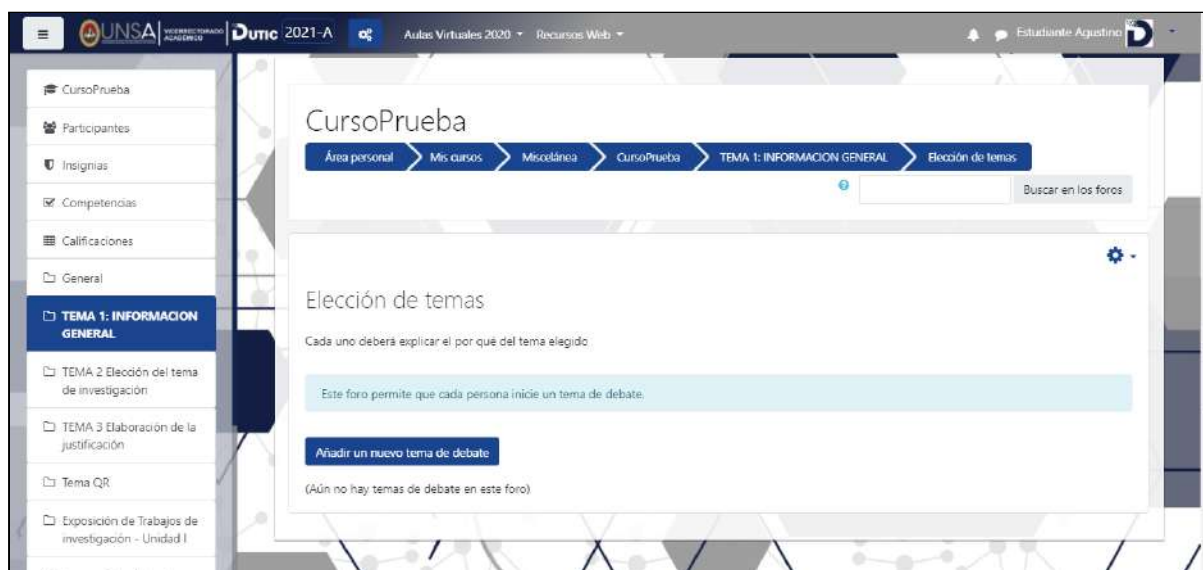 UNSA VICERRECTORADO ACADÉMICO DUTIC 2021-A Aulas Virtuales 2020 Recursos Web Estudiante Agustino
CursoPrueba
Participantes
Insignias
Competencias
Calificaciones
General
TEMA 1: INFORMACION
GENERAL
TEMA 2 Elección del tema
de investigación
TEMA 3 Elaboración de la
justificación
Tema QR
Exposición de Trabajos de
investigación - Unidad I
CursoPrueba
Área personal Mis cursos Miscelánea CursoPrueba TEMA 1: INFORMACION GENERAL Elección de temas
Buscar en los foros
Elección de temas
Cada uno deberá explicar el por qué del tema elegido
Este foro permite que cada persona inicie un tema de debate.
Añadir un nuevo tema de debate
(Aún no hay temas de debate en este foro)